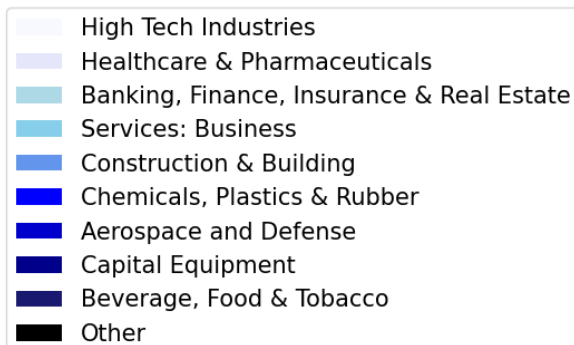 High Tech Industries
Healthcare & Pharmaceuticals
Banking, Finance, Insurance & Real Estate
Services: Business
Construction & Building
Chemicals, Plastics & Rubber
Aerospace and Defense
Capital Equipment
Beverage, Food & Tobacco
Other